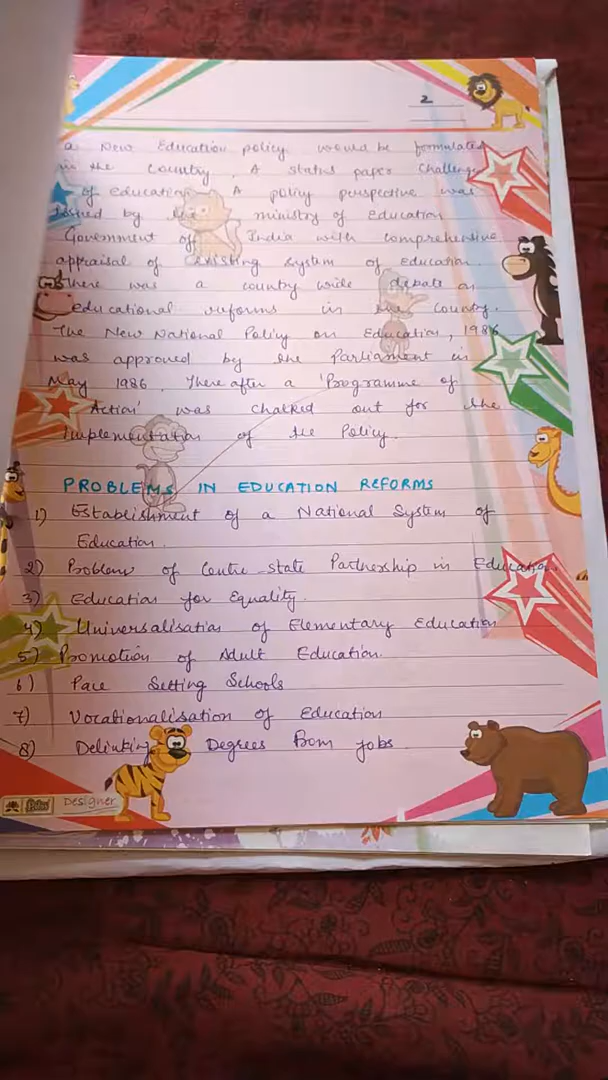 2
a New Education policy would be formulated
in the Country. A status paper Challenge
of education. A policy perspective was
Issued by the ministry of Education
Government of India with comprehensive
appraisal of existing System of Education.
There was a country wide debate on
educational reforms in the country.
The New National Policy on Education, 1986
was approved by the Parliament in
May 1986. There after a 'Programme of
Action' was chalked out for the
Implementation of the Policy.
PROBLEMS IN EDUCATION REFORMS
1) Establishment of a National System of
Education.
2) Problem of Centre-State Partnership in Education.
3) Education for Equality.
4) Universalisation of Elementary Education
5) Promotion of Adult Education.
6) Pace Setting Schools
7) Vocationalisation of Education
8) Delinking Degrees from jobs.
Designer